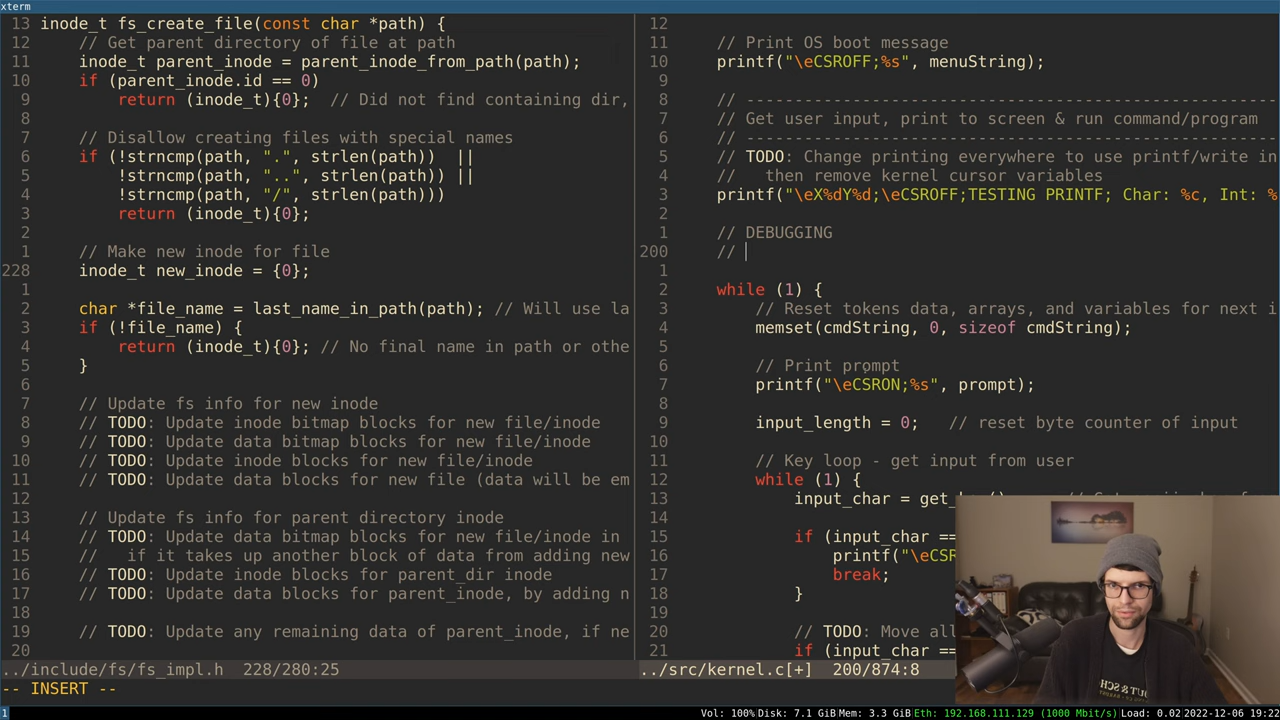 xterm
13 inode_t fs_create_file(const char *path) {
12 // Get parent directory of file at path
11 inode_t parent_inode = parent_inode_from_path(path);
10 if (parent_inode.id == 0)
9 return (inode_t){0};  // Did not find containing dir,
8
7 // Disallow creating files with special names
6 if (!strncmp(path, ".", strlen(path))  ||
5 !strncmp(path, "..", strlen(path)) ||
4 !strncmp(path, "/", strlen(path)))
3 return (inode_t){0};
2
1 // Make new inode for file
228 inode_t new_inode = {0};
1
2 char *file_name = last_name_in_path(path); // Will use la
3 if (!file_name) {
4 return (inode_t){0}; // No final name in path or othe
5 }
6
7 // Update fs info for new inode
8 // TODO: Update inode bitmap blocks for new file/inode
9 // TODO: Update data bitmap blocks for new file/inode
10 // TODO: Update inode blocks for new file/inode
11 // TODO: Update data blocks for new file (data will be em
12
13 // Update fs info for parent directory inode
14 // TODO: Update data bitmap blocks for new file/inode in
15 //   if it takes up another block of data from adding new
16 // TODO: Update inode blocks for parent_dir inode
17 // TODO: Update data blocks for parent_inode, by adding n
18
19 // TODO: Update any remaining data of parent_inode, if ne
20
../include/fs/fs_impl.h  228/280:25
-- INSERT --
12
11 // Print OS boot message
10 printf("\eCSROFF;%s", menuString);
9
8 // -------------------------------------------------------
7 // Get user input, print to screen & run command/program
6 // -------------------------------------------------------
5 // TODO: Change printing everywhere to use printf/write in
4 //   then remove kernel cursor variables
3 printf("\eX%dY%d;\eCSROFF;TESTING PRINTF; Char: %c, Int: %
2
1 // DEBUGGING
200 //
1
2 while (1) {
3 // Reset tokens data, arrays, and variables for next i
4 memset(cmdString, 0, sizeof cmdString);
5
6 // Print prompt
7 printf("\eCSRON;%s", prompt);
8
9 input_length = 0;   // reset byte counter of input
10
11 // Key loop - get input from user
12 while (1) {
13 input_char =
14
15 if (input_char ==
16 printf("\eCSR
17 break;
18 }
19
20 // TODO: Move all
21 if (input_char ==
../src/kernel.c[+]  200/874:8
1
Vol: 100% Disk: 7.1 GiB Mem: 3.3 GiB Eth: 192.168.111.129 (1000 Mbit/s) Load: 0.02 2022-12-06 19:22